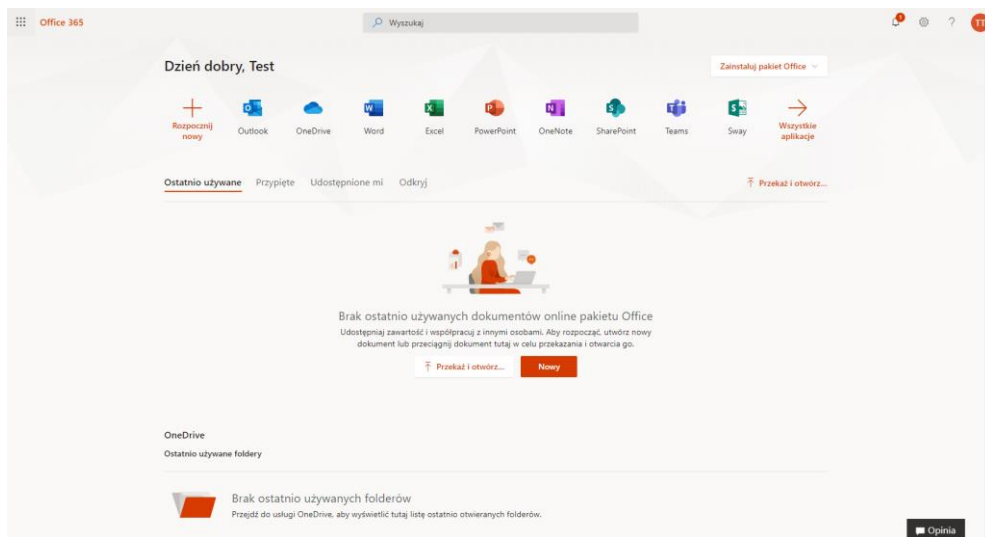 Office 365
Wyszukaj
1
?
TT
Dzień dobry, Test
Zainstaluj pakiet Office
Rozpocznij
nowy
Outlook
OneDrive
Word
Excel
PowerPoint
OneNote
SharePoint
Teams
Sway
Wszystkie
aplikacje
Ostatnio używane Przypięte Udostępnione mi Odkryj
Przekaż i otwórz...
Brak ostatnio używanych dokumentów online pakietu Office
Udostępniaj zawartość i współpracuj z innymi osobami. Aby rozpocząć, utwórz nowy
dokument lub przeciągnij dokument tutaj w celu przekazania i otwarcia go.
Przekaż i otwórz...
Nowy
OneDrive
Ostatnio używane foldery
Brak ostatnio używanych folderów
Przejdź do usługi OneDrive, aby wyświetlić tutaj listę ostatnio otwieranych folderów.
Opinia